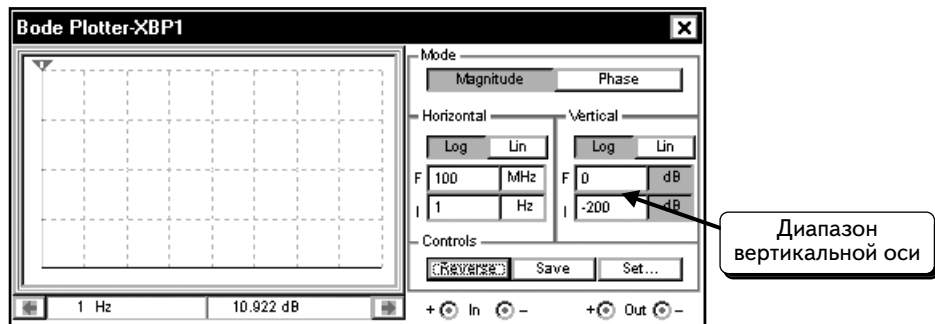 Bode Plotter-XBP1
Mode
Magnitude Phase
Horizontal Vertical
Log Lin Log Lin
F 100 MHz F 0 dB
I 1 Hz I -200 dB
Controls
Reverse Save Set...
1 Hz 10.922 dB
+ In - + Out -
Диапазон
вертикальной оси